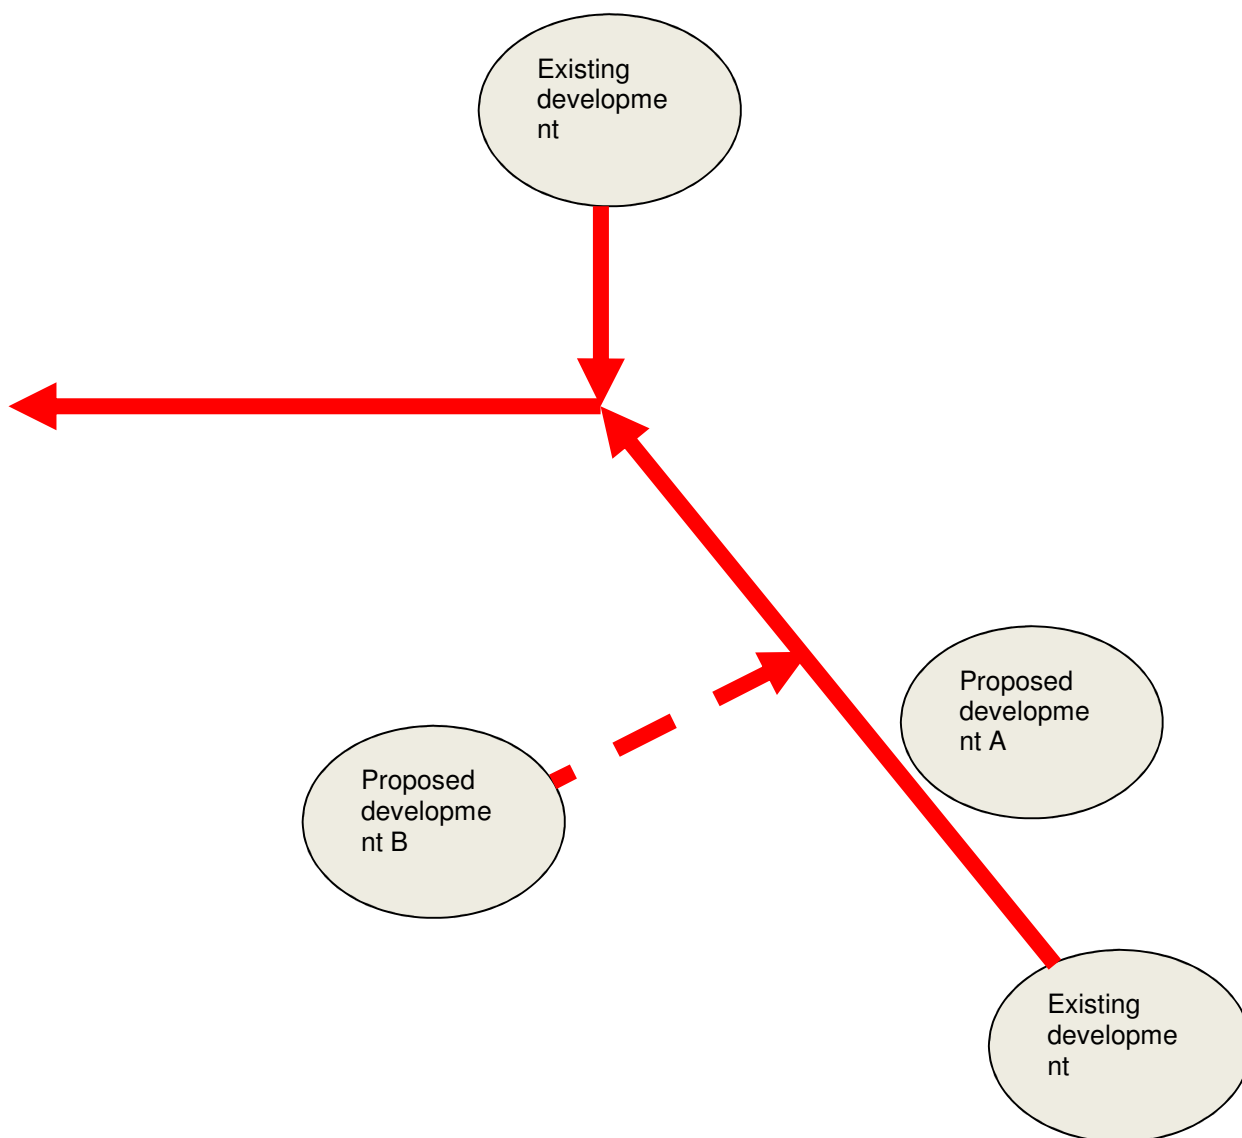 Existing
developme
nt
Proposed
developme
nt A
Proposed
developme
nt B
Existing
developme
nt